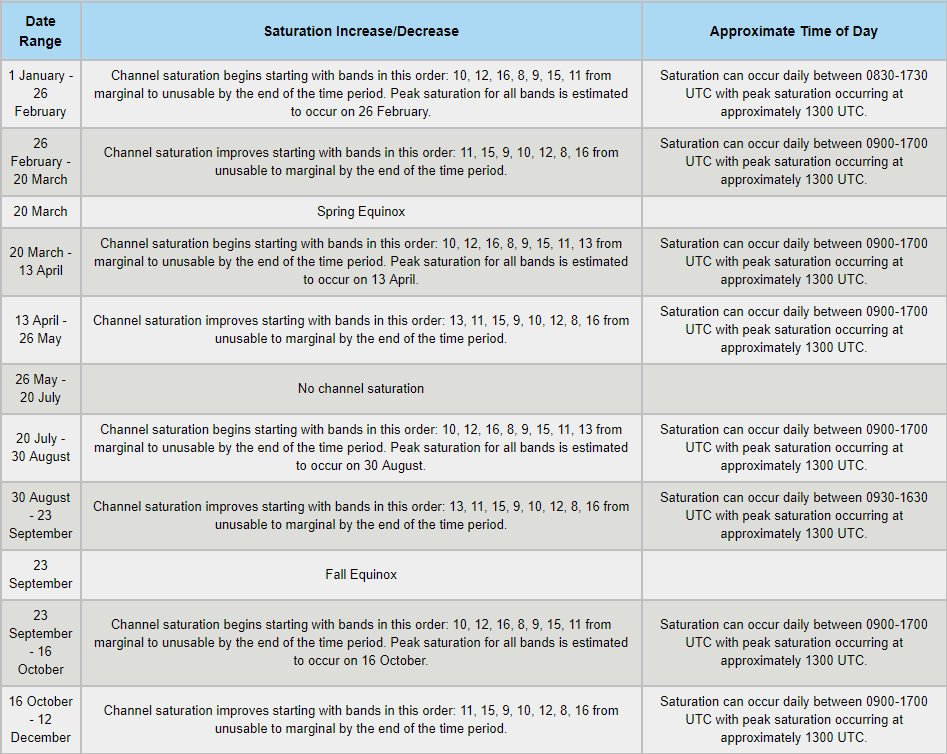 Date
Range
Saturation Increase/Decrease
Approximate Time of Day
1 January -
26
February
Channel saturation begins starting with bands in this order: 10, 12, 16, 8, 9, 15, 11 from
marginal to unusable by the end of the time period. Peak saturation for all bands is estimated
to occur on 26 February.
Saturation can occur daily between 0830-1730
UTC with peak saturation occurring at
approximately 1300 UTC.
26
February -
20 March
Channel saturation improves starting with bands in this order: 11, 15, 9, 10, 12, 8, 16 from
unusable to marginal by the end of the time period.
Saturation can occur daily between 0900-1700
UTC with peak saturation occurring at
approximately 1300 UTC.
20 March
Spring Equinox
20 March -
13 April
Channel saturation begins starting with bands in this order: 10, 12, 16, 8, 9, 15, 11, 13 from
marginal to unusable by the end of the time period. Peak saturation for all bands is estimated
to occur on 13 April.
Saturation can occur daily between 0900-1700
UTC with peak saturation occurring at
approximately 1300 UTC.
13 April -
26 May
Channel saturation improves starting with bands in this order: 13, 11, 15, 9, 10, 12, 8, 16 from
unusable to marginal by the end of the time period.
Saturation can occur daily between 0900-1700
UTC with peak saturation occurring at
approximately 1300 UTC.
26 May -
20 July
No channel saturation
20 July -
30 August
Channel saturation begins starting with bands in this order: 10, 12, 16, 8, 9, 15, 11, 13 from
marginal to unusable by the end of the time period. Peak saturation for all bands is estimated
to occur on 30 August.
Saturation can occur daily between 0900-1700
UTC with peak saturation occurring at
approximately 1300 UTC.
30 August
- 23
September
Channel saturation improves starting with bands in this order: 13, 11, 15, 9, 10, 12, 8, 16 from
unusable to marginal by the end of the time period.
Saturation can occur daily between 0930-1630
UTC with peak saturation occurring at
approximately 1300 UTC.
23
September
Fall Equinox
23
September
- 16
October
Channel saturation begins starting with bands in this order: 10, 12, 16, 8, 9, 15, 11 from
marginal to unusable by the end of the time period. Peak saturation for all bands is estimated
to occur on 16 October.
Saturation can occur daily between 0900-1700
UTC with peak saturation occurring at
approximately 1300 UTC.
16 October
- 12
December
Channel saturation improves starting with bands in this order: 11, 15, 9, 10, 12, 8, 16 from
unusable to marginal by the end of the time period.
Saturation can occur daily between 0900-1700
UTC with peak saturation occurring at
approximately 1300 UTC.